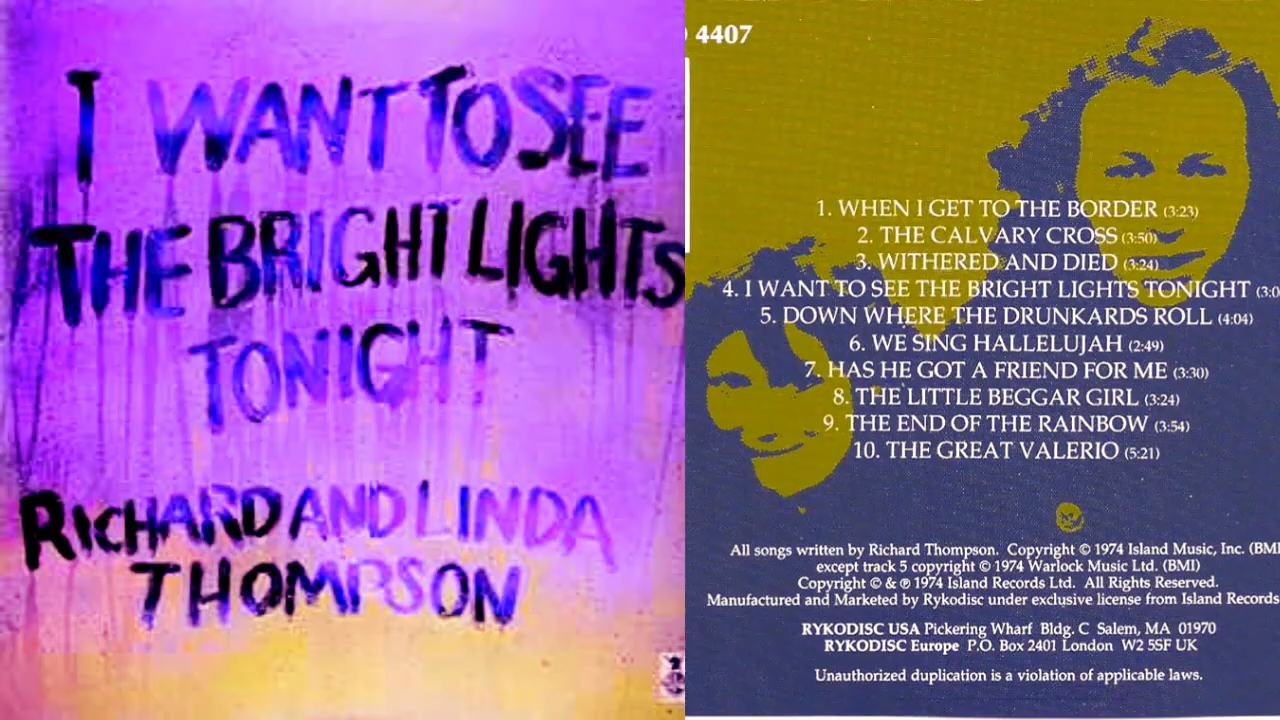 I WANT TO SEE
THE BRIGHT LIGHTS
TONIGHT
RICHARD AND LINDA
THOMPSON
4407
1. WHEN I GET TO THE BORDER (3:23)
2. THE CALVARY CROSS (3:50)
3. WITHERED AND DIED (3:24)
4. I WANT TO SEE THE BRIGHT LIGHTS TONIGHT
5. DOWN WHERE THE DRUNKARDS ROLL (4:04)
6. WE SING HALLELUJAH (2:49)
7. HAS HE GOT A FRIEND FOR ME (3:30)
8. THE LITTLE BEGGAR GIRL (3:24)
9. THE END OF THE RAINBOW (3:54)
10. THE GREAT VALERIO (5:21)
All songs written by Richard Thompson. Copyright © 1974 Island Music, Inc. (BMI
except track 5 copyright © 1974 Warlock Music Ltd. (BMI)
Copyright © & ℗ 1974 Island Records Ltd. All Rights Reserved.
Manufactured and Marketed by Rykodisc under exclusive license from Island Records
RYKODISC USA Pickering Wharf Bldg. C Salem, MA 01970
RYKODISC Europe P.O. Box 2401 London W2 5SF UK
Unauthorized duplication is a violation of applicable laws.